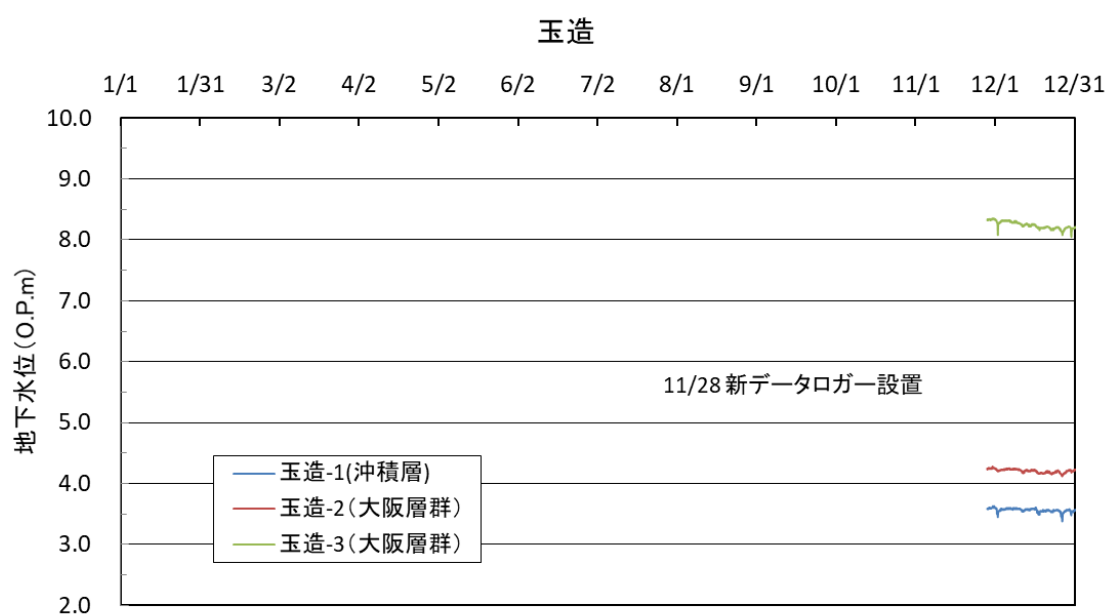 玉造
1/1 1/31 3/2 4/2 5/2 6/2 7/2 8/1 9/1 10/1 11/1 12/1 12/31
10.0
9.0
8.0
7.0
6.0
5.0
4.0
3.0
2.0
地下水位(O.P.m)
11/28 新データロガー設置
玉造-1(沖積層)
玉造-2(大阪層群)
玉造-3(大阪層群)